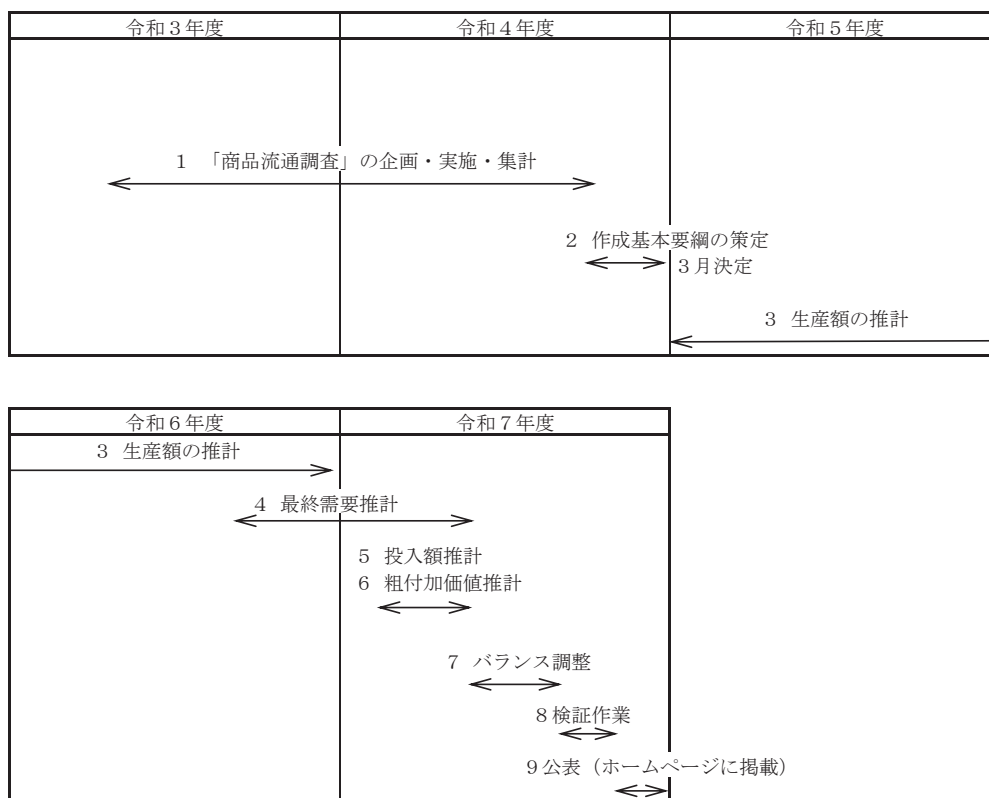 令和３年度 令和４年度 令和５年度
１ 「商品流通調査」の企画・実施・集計
２ 作成基本要綱の策定
３月決定
３ 生産額の推計
令和６年度 令和７年度
３ 生産額の推計
４ 最終需要推計
５ 投入額推計
６ 粗付加価値推計
７ バランス調整
８検証作業
９公表（ホームページに掲載）